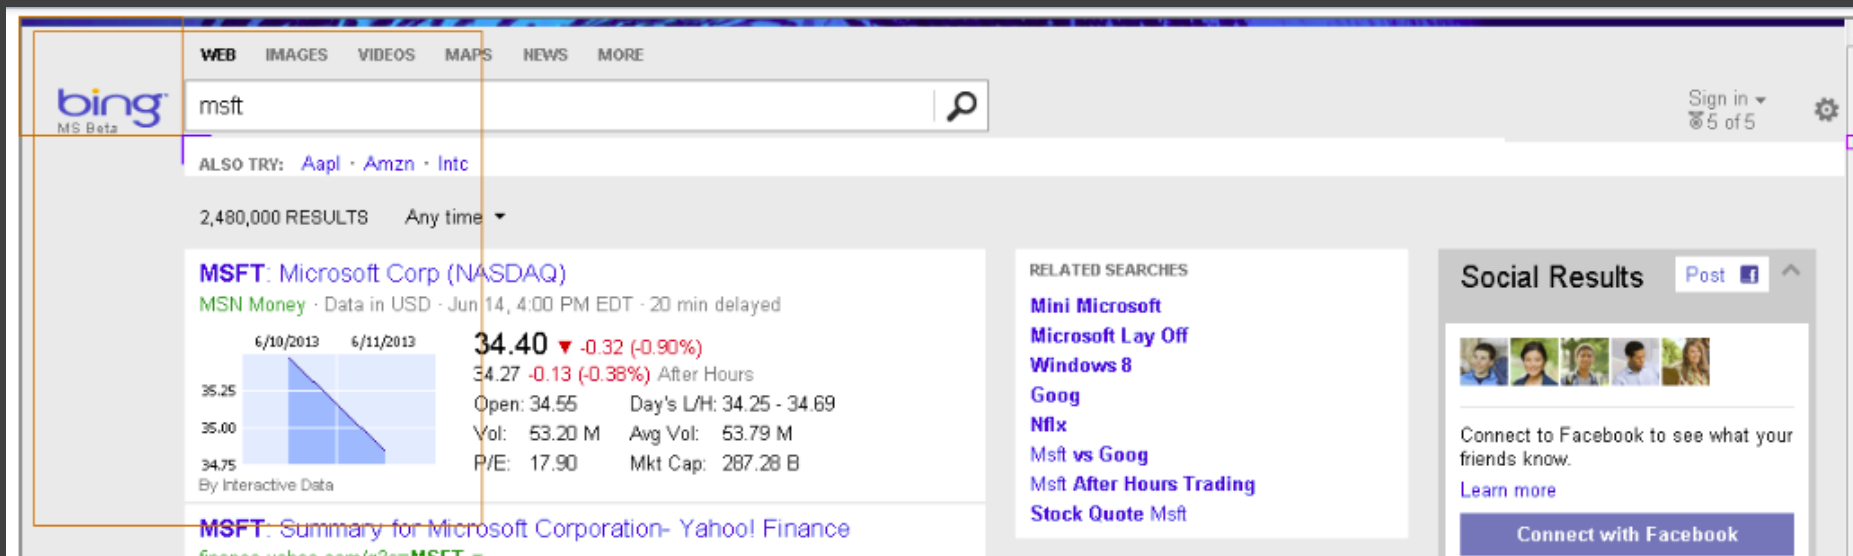 WEB IMAGES VIDEOS MAPS NEWS MORE
bing
MS Beta
msft
Sign in
5 of 5
ALSO TRY: Aapl · Amzn · Intc
2,480,000 RESULTS Any time
MSFT: Microsoft Corp (NASDAQ)
MSN Money · Data in USD · Jun 14, 4:00 PM EDT · 20 min delayed
6/10/2013 6/11/2013
35.25
35.00
34.75
By Interactive Data
34.40 ▼ -0.32 (-0.90%)
34.27 -0.13 (-0.38%) After Hours
Open: 34.55 Day's L/H: 34.25 - 34.69
Vol: 53.20 M Avg Vol: 53.79 M
P/E: 17.90 Mkt Cap: 287.28 B
MSFT: Summary for Microsoft Corporation- Yahoo! Finance
RELATED SEARCHES
Mini Microsoft
Microsoft Lay Off
Windows 8
Goog
Nflx
Msft vs Goog
Msft After Hours Trading
Stock Quote Msft
Social Results
Post f
Connect to Facebook to see what your
friends know.
Learn more
Connect with Facebook